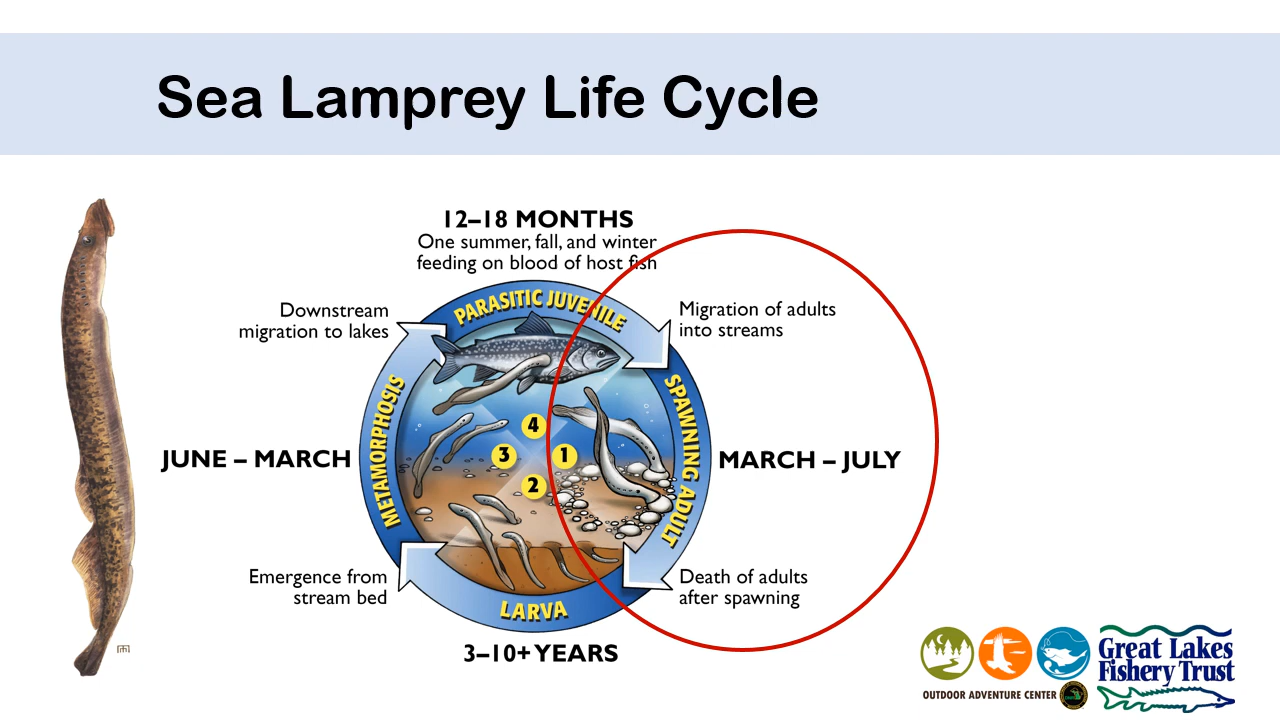 Sea Lamprey Life Cycle
12–18 MONTHS
One summer, fall, and winter
feeding on blood of host fish
Downstream
migration to lakes
PARASITIC JUVENILE
Migration of adults
into streams
METAMORPHOSIS
SPAWNING ADULT
4
3
1
2
JUNE – MARCH
MARCH – JULY
Emergence from
stream bed
Death of adults
after spawning
LARVA
3–10+ YEARS
OUTDOOR ADVENTURE CENTER
Great Lakes
Fishery Trust